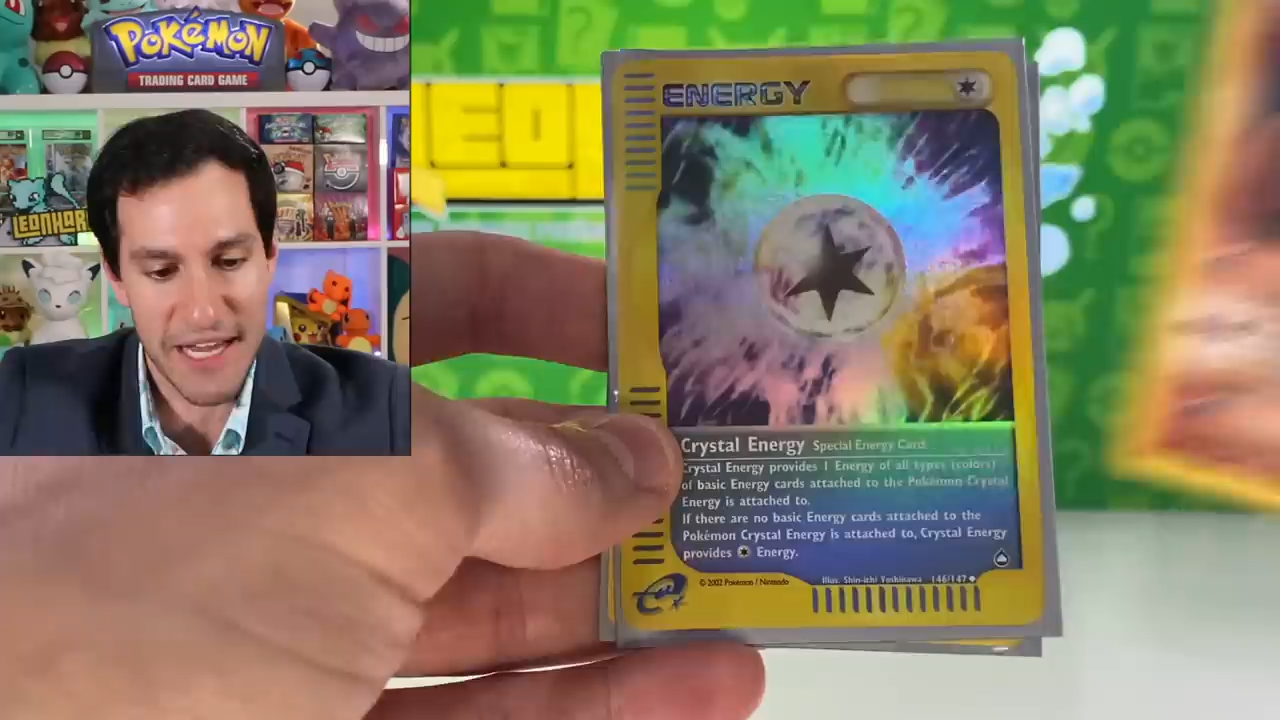 POKéMON
TRADING CARD GAME
LEONHAR
EO
ENERGY
Crystal Energy Special Energy Card
Crystal Energy provides 1 Energy of all types (colors)
of basic Energy cards attached to the Pokémon Crystal
Energy is attached to.
If there are no basic Energy cards attached to the
Pokémon Crystal Energy is attached to, Crystal Energy
provides Energy.
© 2002 Pokémon / Nintendo Illus. Shin-ichi Yoshikawa 146/147
e